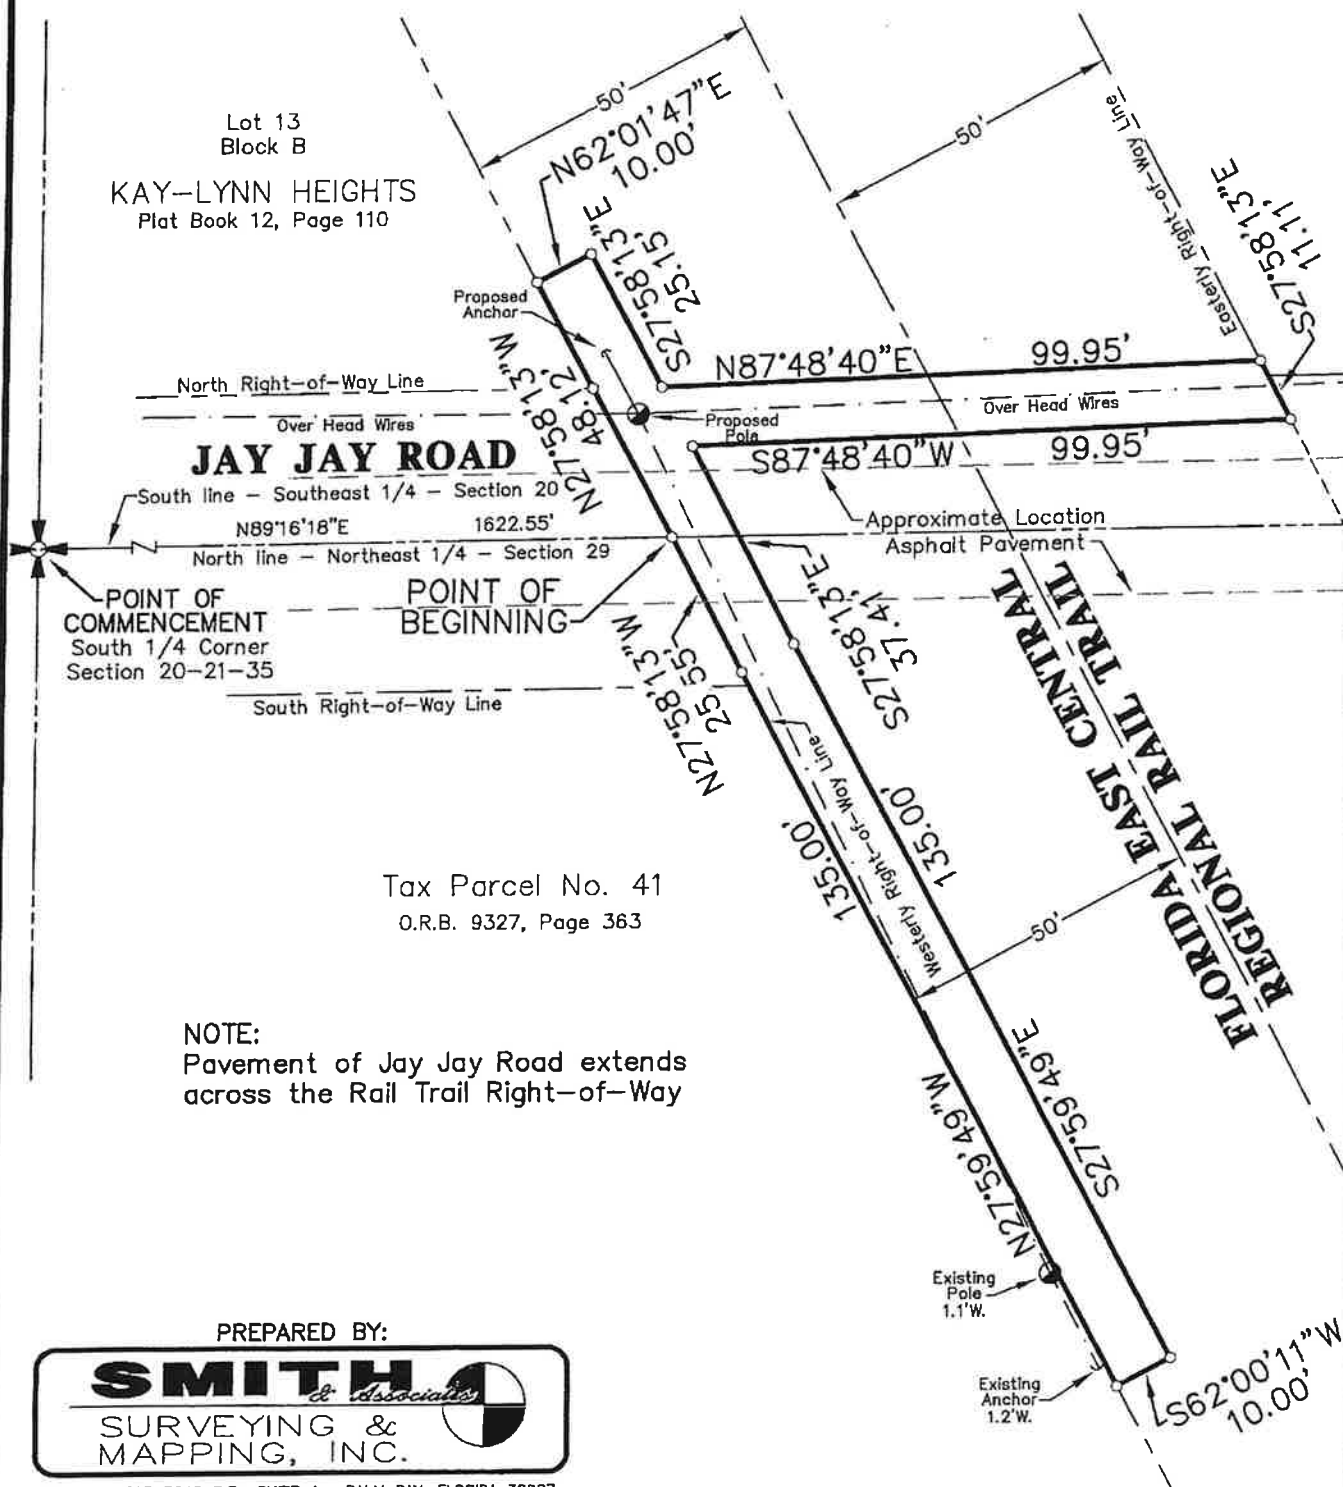 50'
50'
Lot 13
Block B
KAY-LYNN HEIGHTS
Plat Book 12, Page 110
N62°01'47"E
10.00'
Easterly Right-of-Way Line
S27°58'13"E
11.11'
S27°58'13"E
25.15'
Proposed
Anchor
N27°58'13"W
48.12'
N87°48'40"E 99.95'
North Right-of-Way Line
Over Head Wires
Over Head Wires
Proposed
Pole
JAY JAY ROAD
S87°48'40"W 99.95'
South line - Southeast 1/4 - Section 20
N89°16'18"E 1622.55'
North line - Northeast 1/4 - Section 29
Approximate Location
Asphalt Pavement
POINT OF
COMMENCEMENT
South 1/4 Corner
Section 20-21-35
POINT OF
BEGINNING
S27°58'13"E
37.41'
N27°58'13"W
25.55'
South Right-of-Way Line
FLORIDA EAST CENTRAL
REGIONAL RAIL TRAIL
Westerly Right-of-Way Line
135.00'
135.00'
50'
Tax Parcel No. 41
O.R.B. 9327, Page 363
NOTE:
Pavement of Jay Jay Road extends
across the Rail Trail Right-of-Way
S27°59'49"E
N27°59'49"W
Existing
Pole
1.1'W.
Existing
Anchor
1.2'W.
S62°00'11"W
10.00'
PREPARED BY:
SMITH
& Associates
SURVEYING &
MAPPING, INC.